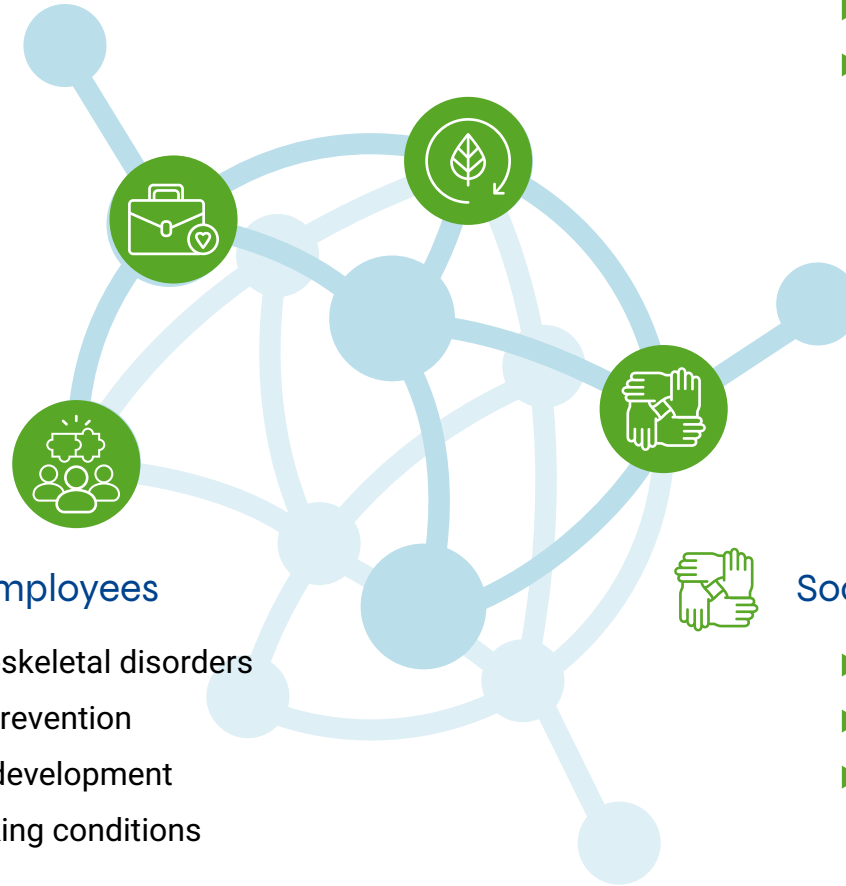 mployees
Soc
skeletal disorders
revention
development
ing conditions